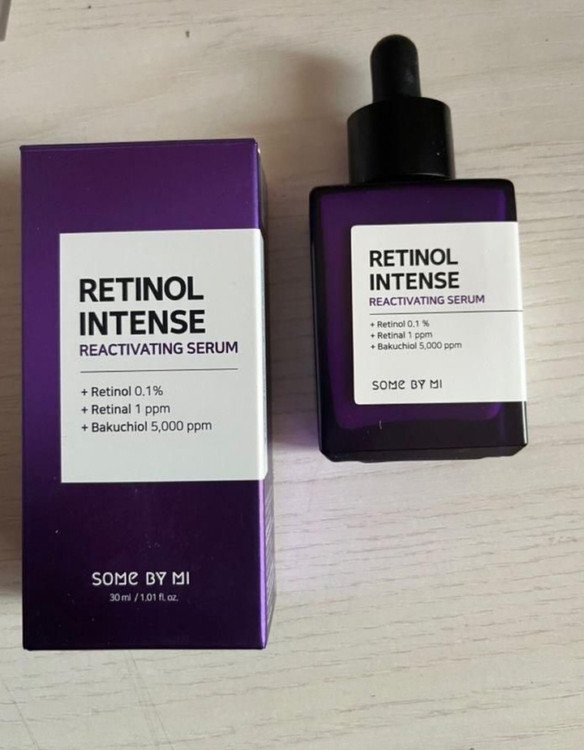 RETINOL
INTENSE
REACTIVATING SERUM
+ Retinol 0.1%
+ Retinal 1 ppm
+ Bakuchiol 5,000 ppm
SOME BY MI
30 ml / 1.01 fl. oz.
RETINOL
INTENSE
REACTIVATING SERUM
+ Retinol 0.1 %
+ Retinal 1 ppm
+ Bakuchiol 5,000 ppm
SOME BY MI